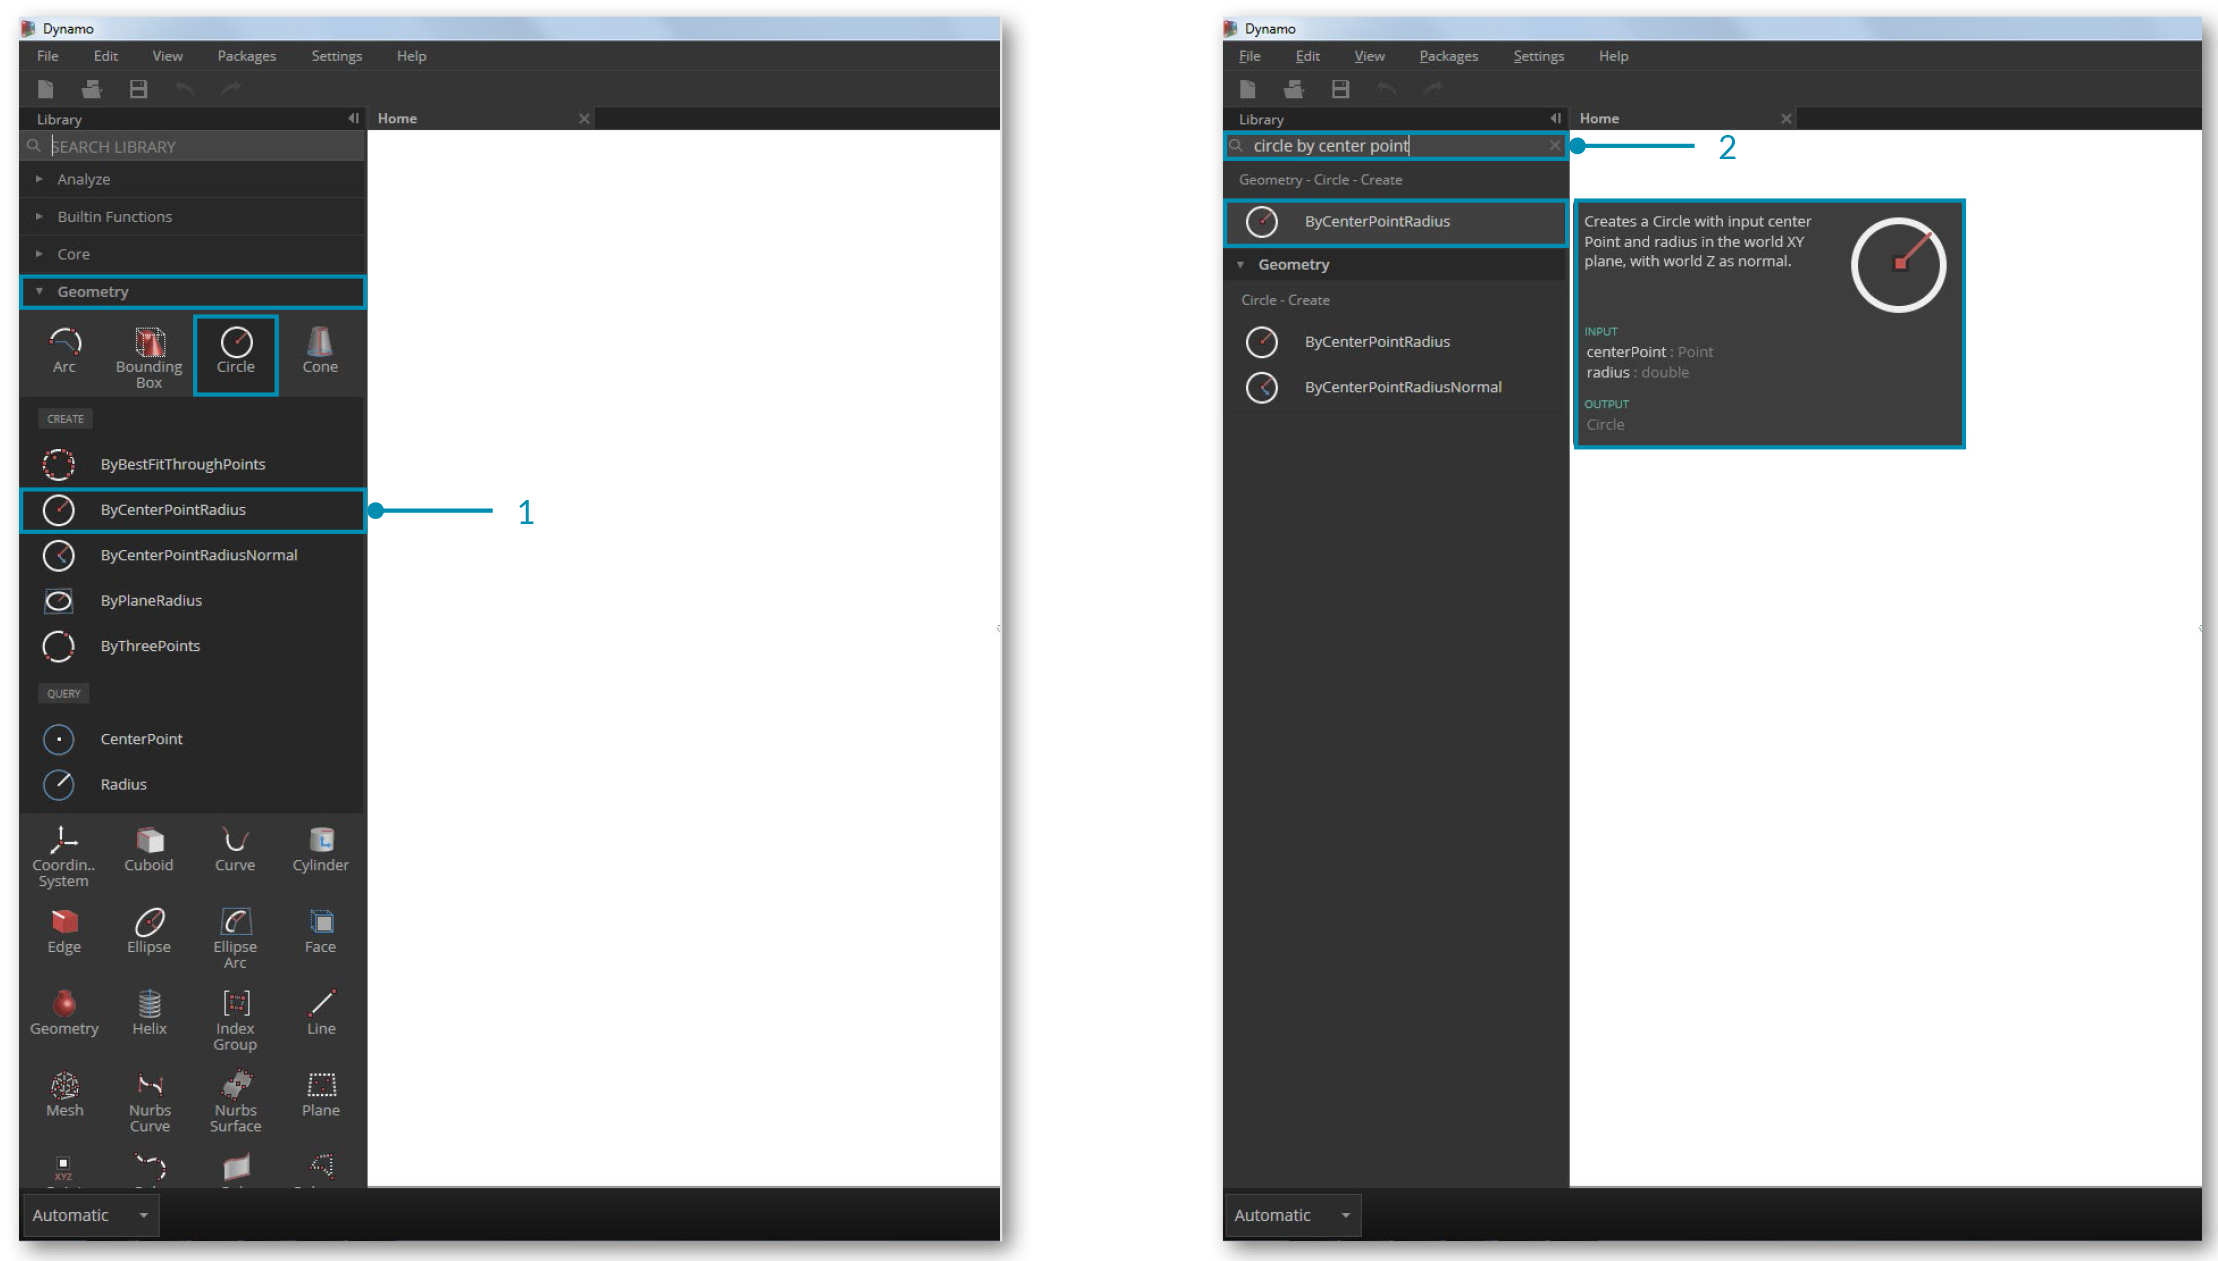 Dynamo
File Edit View Packages Settings Help
Library
Home
SEARCH LIBRARY
Analyze
Builtin Functions
Core
Geometry
Arc
Bounding
Box
Circle
Cone
CREATE
ByBestFitThroughPoints
ByCenterPointRadius
1
ByCenterPointRadiusNormal
ByPlaneRadius
ByThreePoints
QUERY
CenterPoint
Radius
Coordin..
System
Cuboid
Curve
Cylinder
Edge
Ellipse
Ellipse
Arc
Face
Geometry
Helix
Index
Group
Line
Mesh
Nurbs
Curve
Nurbs
Surface
Plane
XYZ
Automatic
Dynamo
File Edit View Packages Settings Help
Library
Home
circle by center point
2
Geometry - Circle - Create
ByCenterPointRadius
Geometry
Circle - Create
ByCenterPointRadius
ByCenterPointRadiusNormal
Creates a Circle with input center
Point and radius in the world XY
plane, with world Z as normal.
INPUT
centerPoint : Point
radius : double
OUTPUT
Circle
Automatic